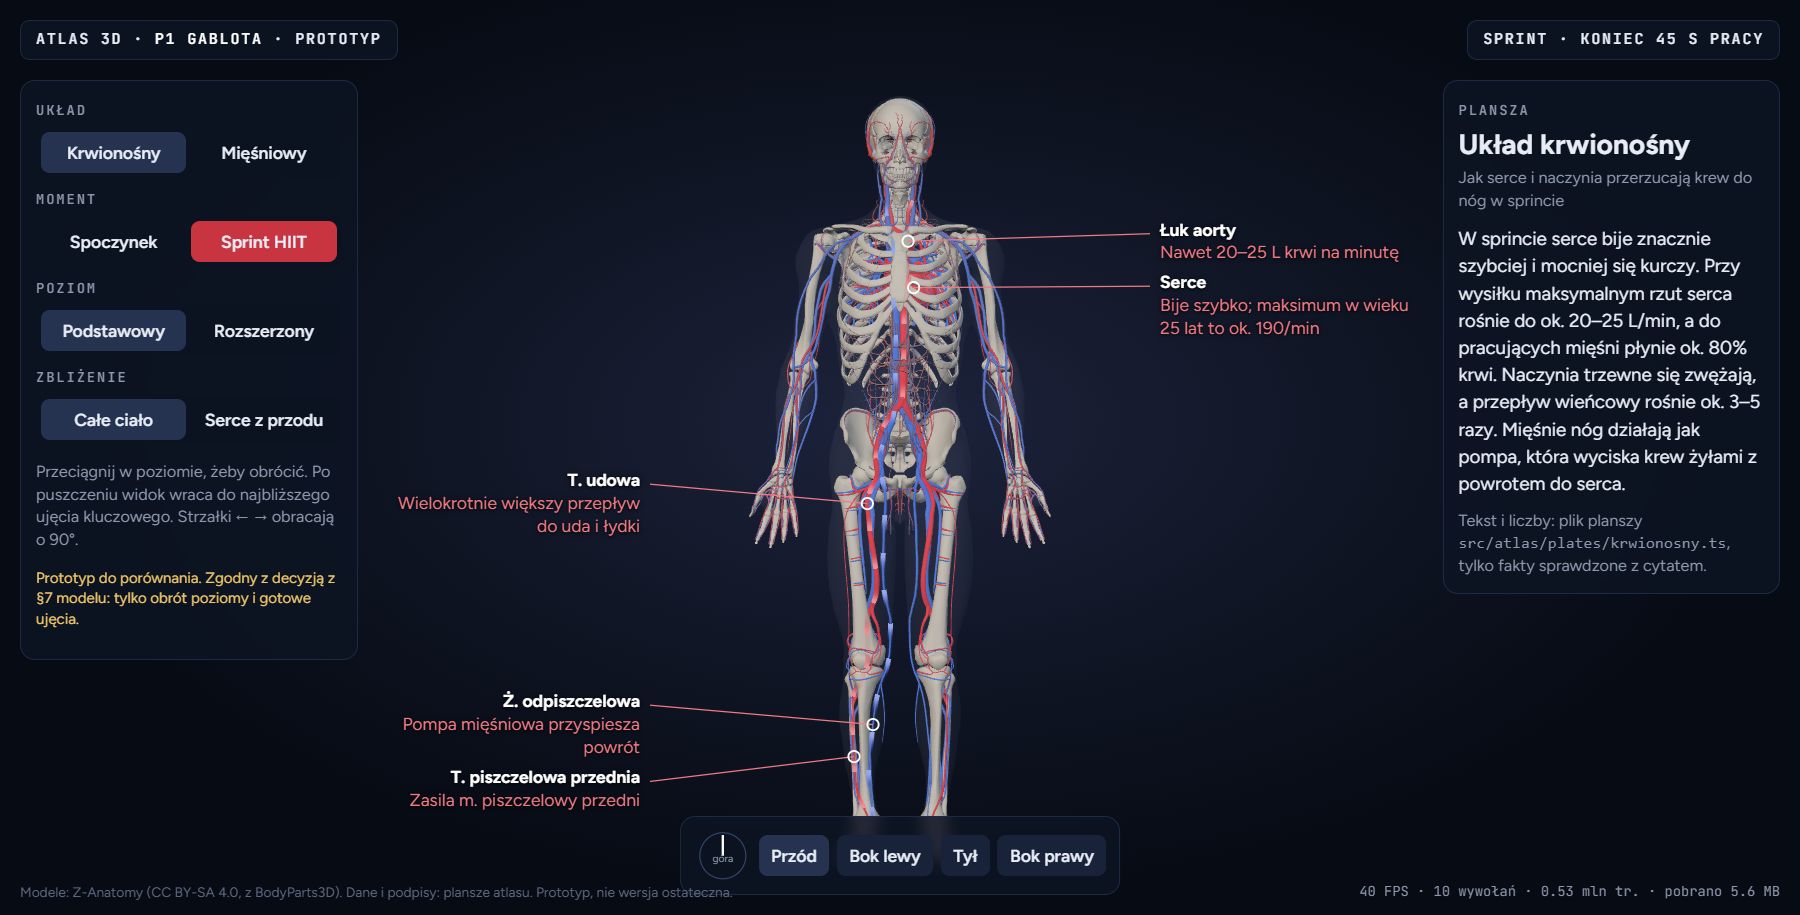 ATLAS 3D · P1 GABLOTA · PROTOTYP
SPRINT · KONIEC 45 S PRACY
UKŁAD
Krwionośny
Mięśniowy
MOMENT
Spoczynek
Sprint HIIT
POZIOM
Podstawowy
Rozszerzony
ZBLIŻENIE
Całe ciało
Serce z przodu
Przeciągnij w poziomie, żeby obrócić. Po
puszczeniu widok wraca do najbliższego
ujęcia kluczowego. Strzałki ← → obracają
o 90°.
Prototyp do porównania. Zgodny z decyzją z
§7 modelu: tylko obrót poziomy i gotowe
ujęcia.
Łuk aorty
Nawet 20–25 L krwi na minutę
Serce
Bije szybko; maksimum w wieku
25 lat to ok. 190/min
T. udowa
Wielokrotnie większy przepływ
do uda i łydki
Ż. odpiszczelowa
Pompa mięśniowa przyspiesza
powrót
T. piszczelowa przednia
Zasila m. piszczelowy przedni
PLANSZA
Układ krwionośny
Jak serce i naczynia przerzucają krew do
nóg w sprincie
W sprincie serce bije znacznie
szybciej i mocniej się kurczy. Przy
wysiłku maksymalnym rzut serca
rośnie do ok. 20–25 L/min, a do
pracujących mięśni płynie ok. 80%
krwi. Naczynia trzewne się zwężają,
a przepływ wieńcowy rośnie ok. 3–5
razy. Mięśnie nóg działają jak
pompa, która wyciska krew żyłami z
powrotem do serca.
Tekst i liczby: plik planszy
src/atlas/plates/krwionosny.ts,
tylko fakty sprawdzone z cytatem.
góra
Przód
Bok lewy
Tył
Bok prawy
Modele: Z-Anatomy (CC BY-SA 4.0, z BodyParts3D). Dane i podpisy: plansze atlasu. Prototyp, nie wersja ostateczna.
40 FPS · 10 wywołań · 0.53 mln tr. · pobrano 5.6 MB